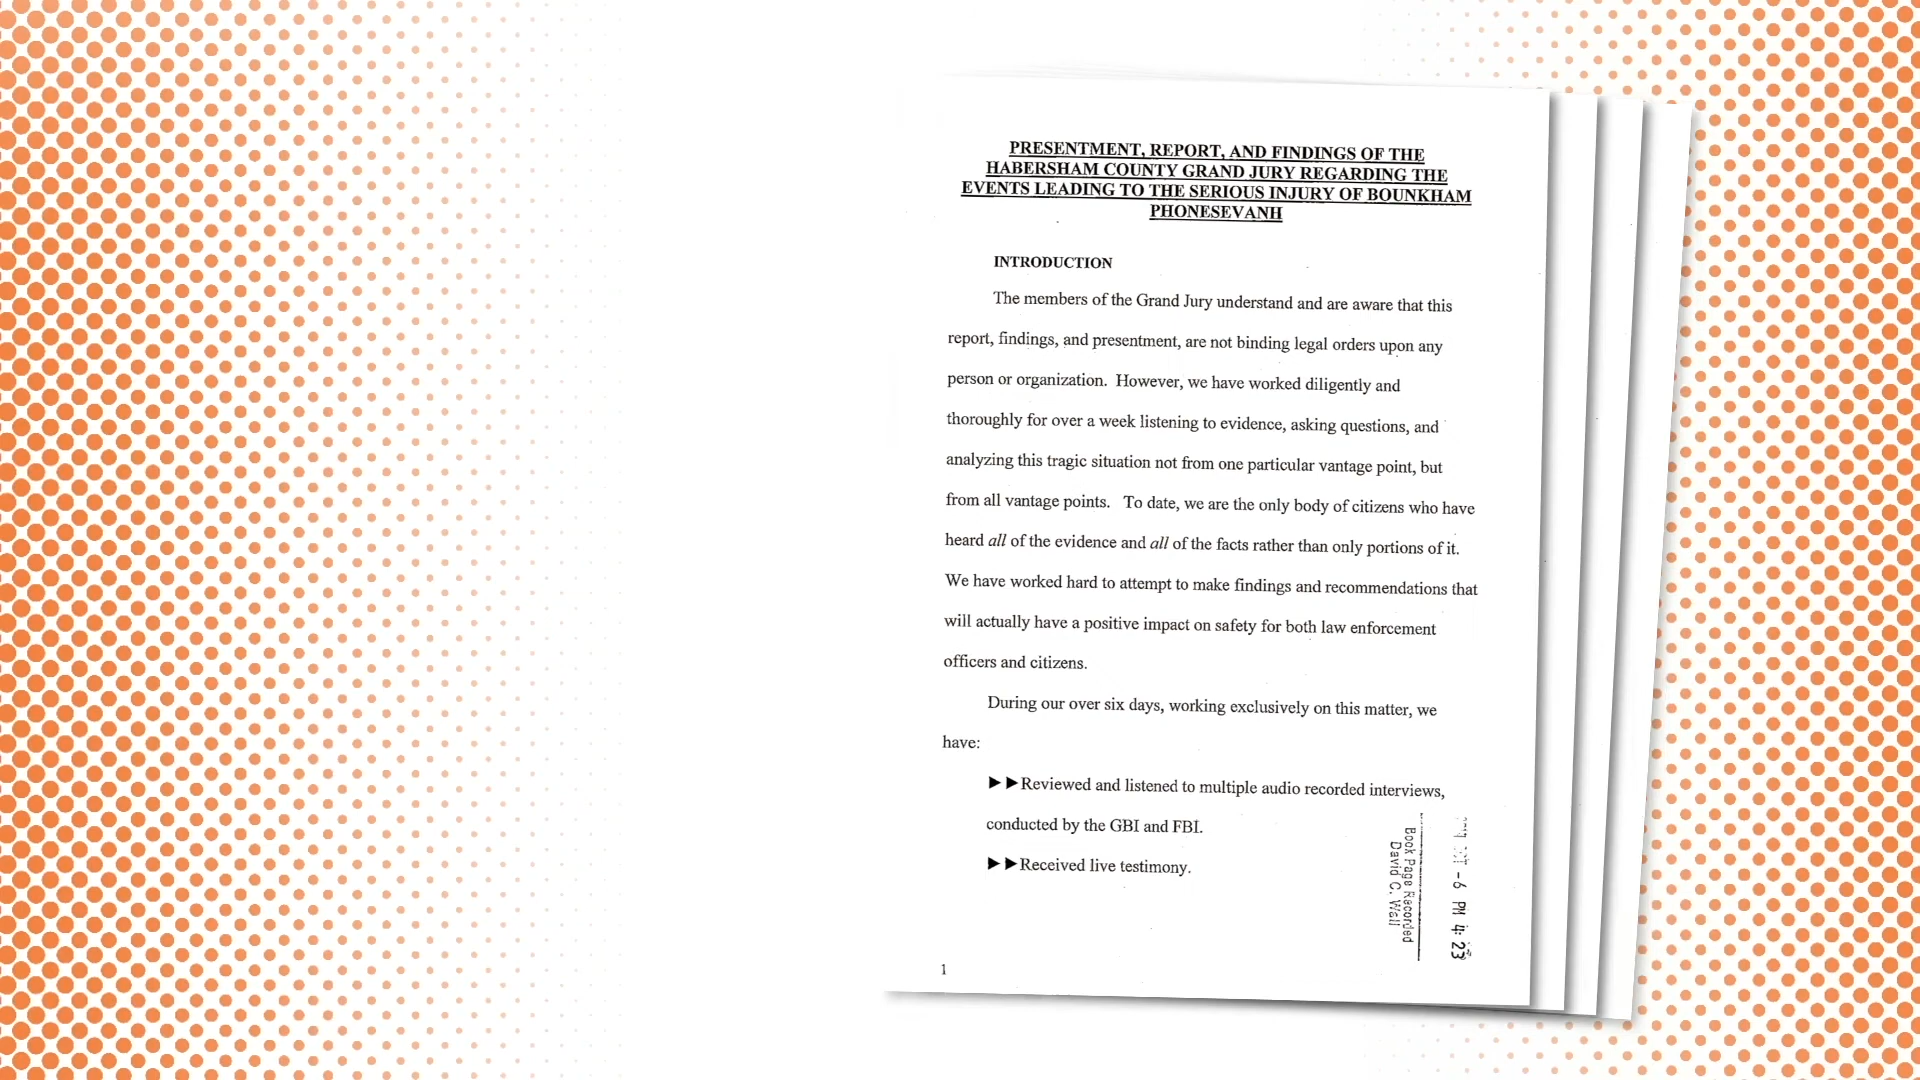 PRESENTMENT, REPORT, AND FINDINGS OF THE
HABERSHAM COUNTY GRAND JURY REGARDING THE
EVENTS LEADING TO THE SERIOUS INJURY OF BOUNKHAM
PHONESEVANH
INTRODUCTION
The members of the Grand Jury understand and are aware that this
report, findings, and presentment, are not binding legal orders upon any
person or organization. However, we have worked diligently and
thoroughly for over a week listening to evidence, asking questions, and
analyzing this tragic situation not from one particular vantage point, but
from all vantage points. To date, we are the only body of citizens who have
heard all of the evidence and all of the facts rather than only portions of it.
We have worked hard to attempt to make findings and recommendations that
will actually have a positive impact on safety for both law enforcement
officers and citizens.
During our over six days, working exclusively on this matter, we
have:
►►Reviewed and listened to multiple audio recorded interviews,
conducted by the GBI and FBI.
►►Received live testimony.
-6 PM 4:23
Book Page Recorded
David C. Wall
1